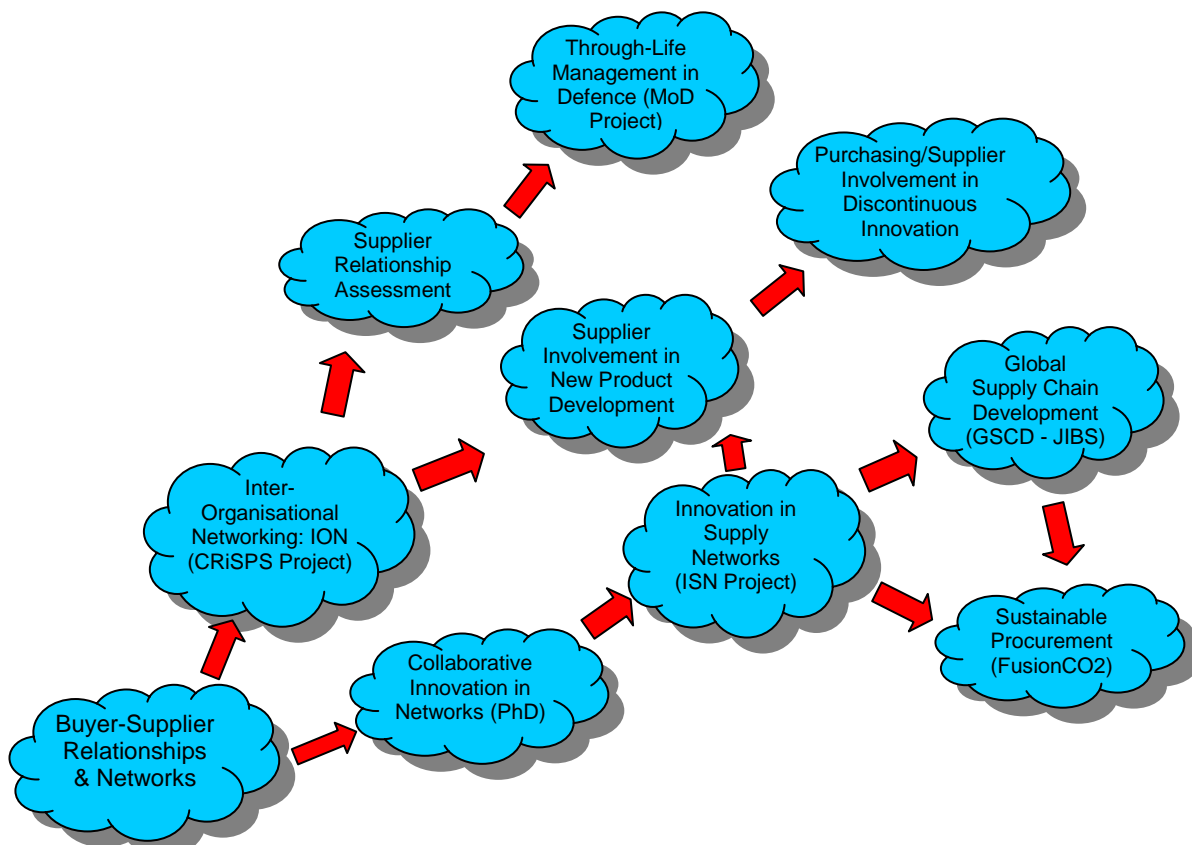 Through-Life
Management in
Defence (MoD
Project)
Purchasing/Supplier
Involvement in
Discontinuous
Innovation
Supplier
Relationship
Assessment
Supplier
Involvement in
New Product
Development
Global
Supply Chain
Development
(GSCD - JIBS)
Inter-
Organisational
Networking: ION
(CRiSPS Project)
Innovation in
Supply
Networks
(ISN Project)
Sustainable
Procurement
(FusionCO2)
Collaborative
Innovation in
Networks (PhD)
Buyer-Supplier
Relationships
& Networks